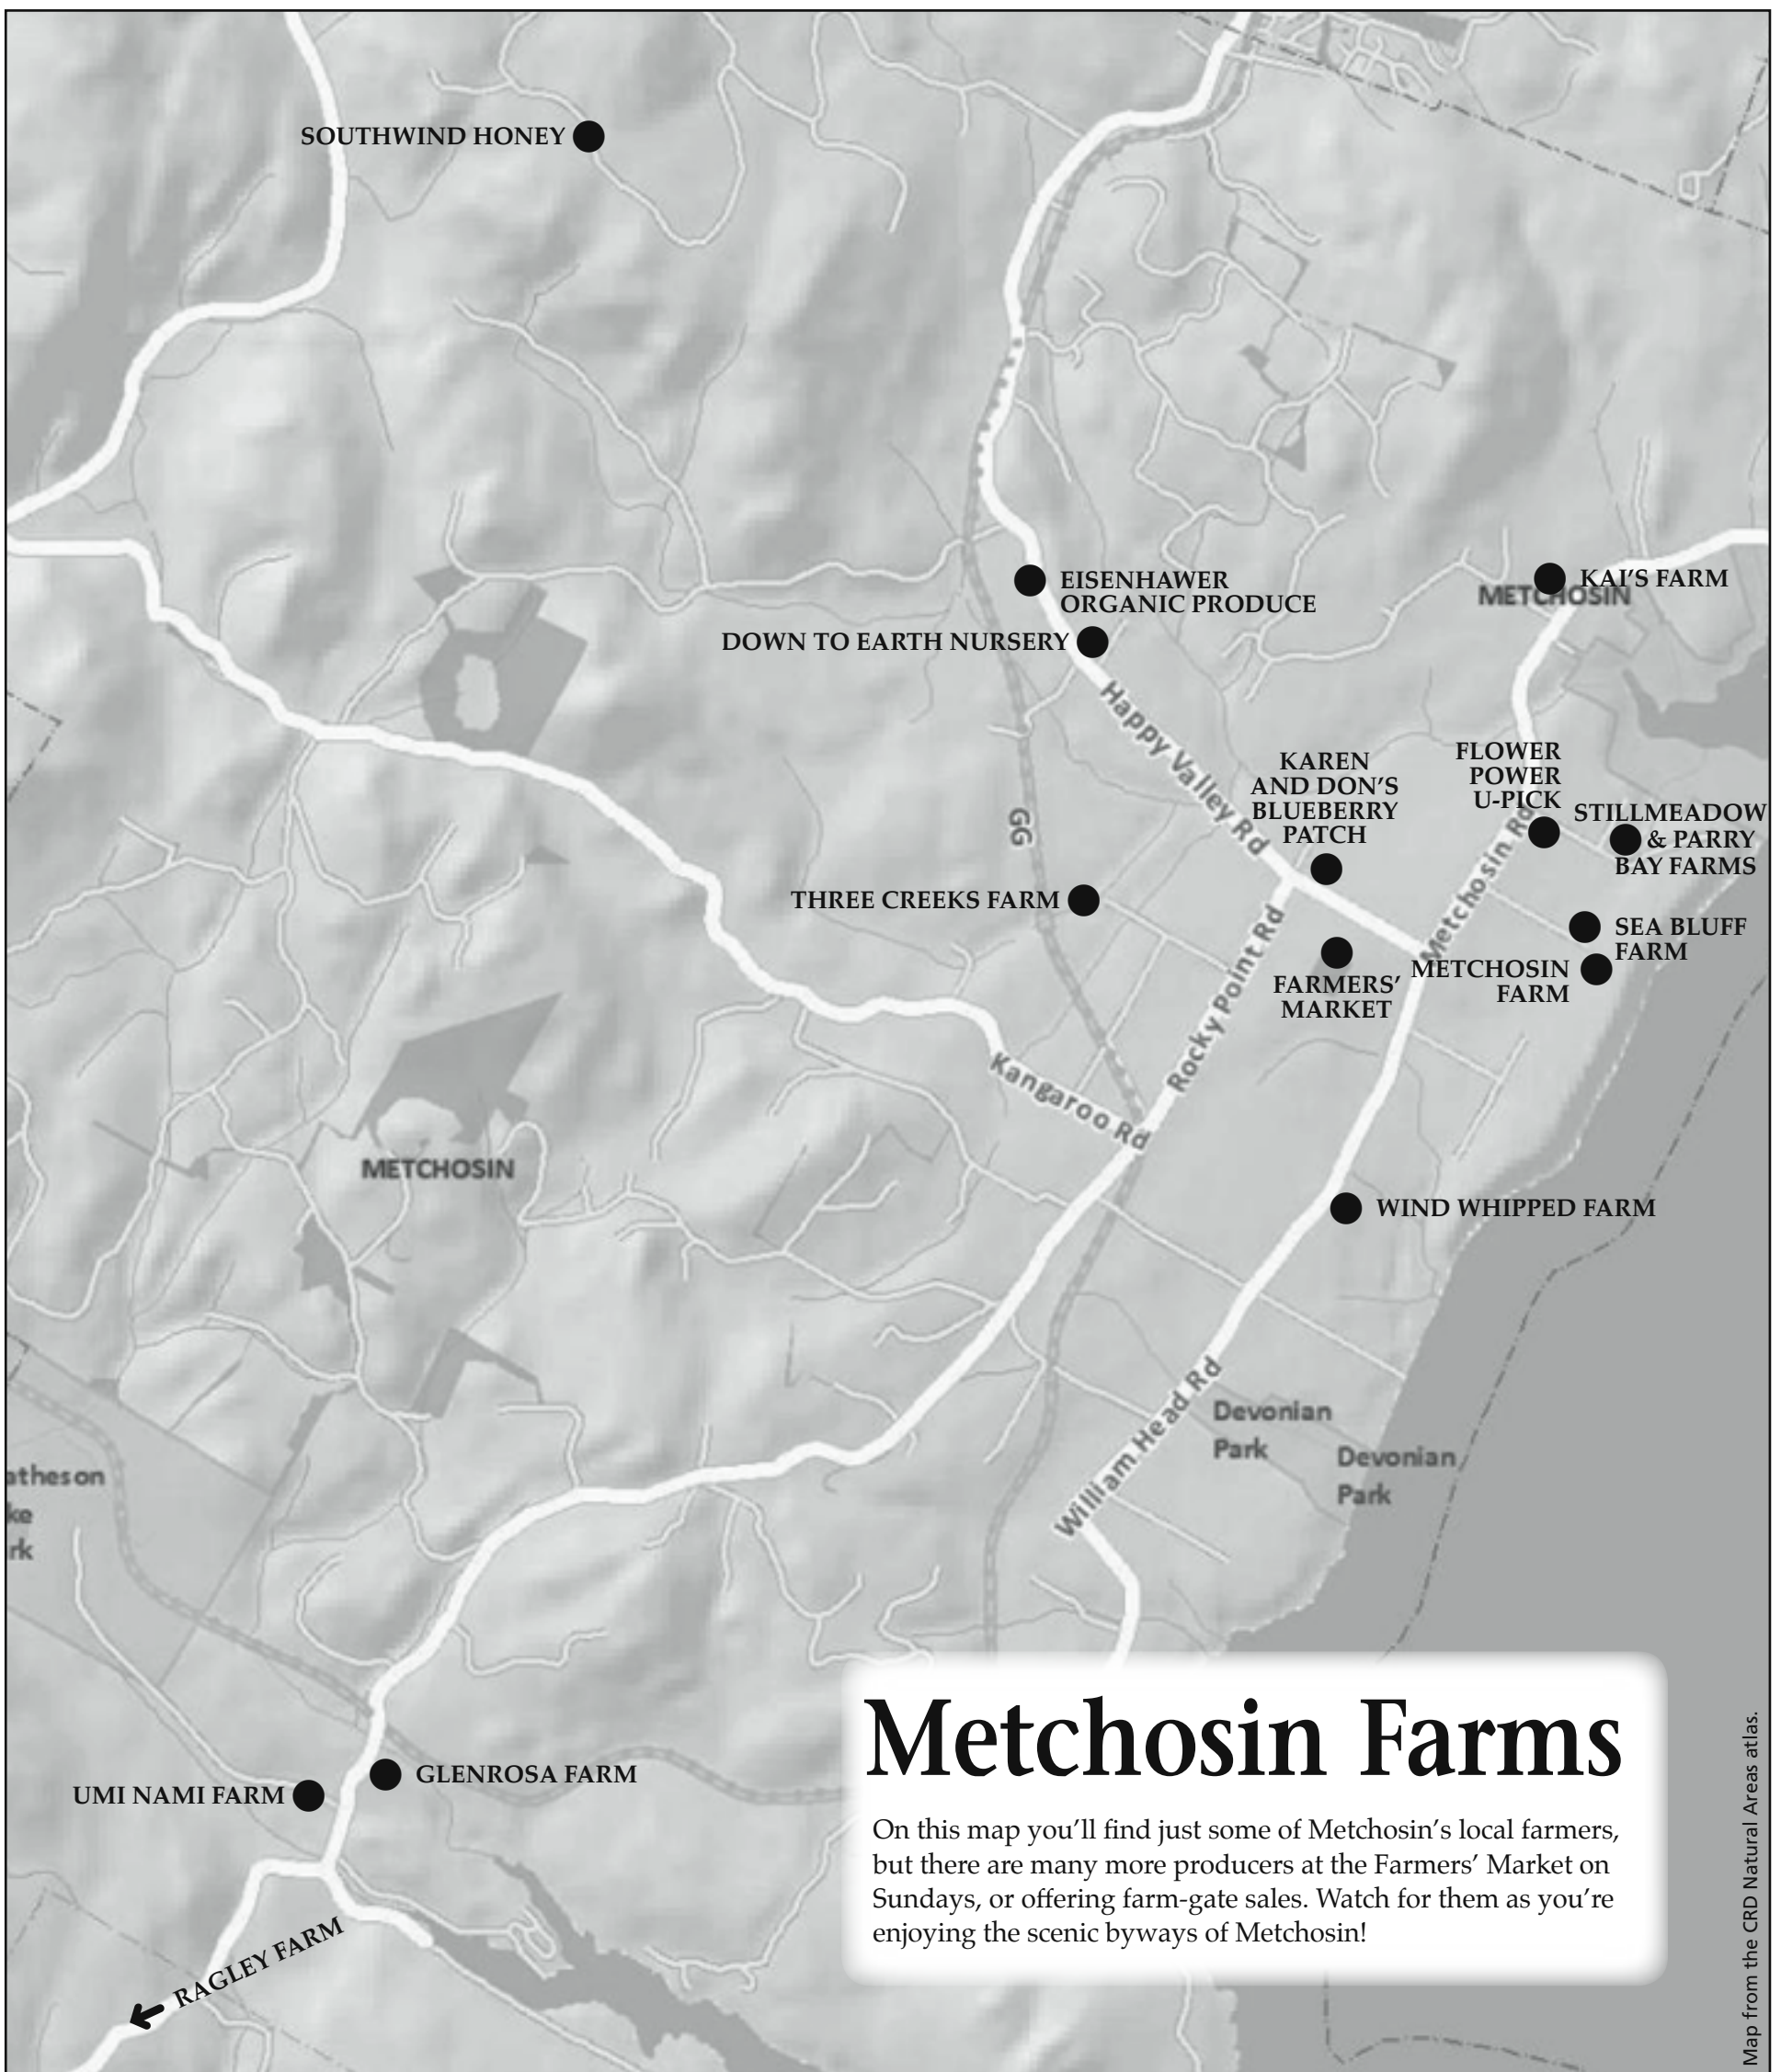 SOUTHWIND HONEY
EISENHAWER
ORGANIC PRODUCE
KAI'S FARM
METCHOSIN
DOWN TO EARTH NURSERY
Happy Valley Rd
KAREN
AND DON'S
BLUEBERRY
PATCH
FLOWER
POWER
U-PICK
STILLMEADOW
& PARRY
BAY FARMS
GG
Metchosin Rd
THREE CREEKS FARM
SEA BLUFF
FARM
METCHOSIN
FARM
FARMERS'
MARKET
Rocky Point Rd
Kangaroo Rd
METCHOSIN
WIND WHIPPED FARM
William Head Rd
Devonian
Park
Devonian
Park
atheson
ke
rk
GLENROSA FARM
UMI NAMI FARM
RAGLEY FARM
Metchosin Farms
On this map you'll find just some of Metchosin's local farmers,
but there are many more producers at the Farmers' Market on
Sundays, or offering farm-gate sales. Watch for them as you're
enjoying the scenic byways of Metchosin!
Map from the CRD Natural Areas atlas.